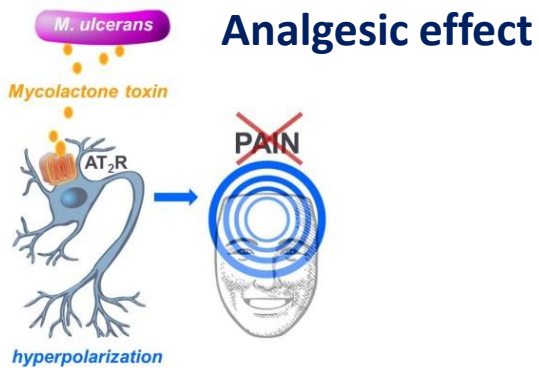 M. ulcerans
Analgesic effect
Mycolactone toxin
AT₂R
PAIN
hyperpolarization